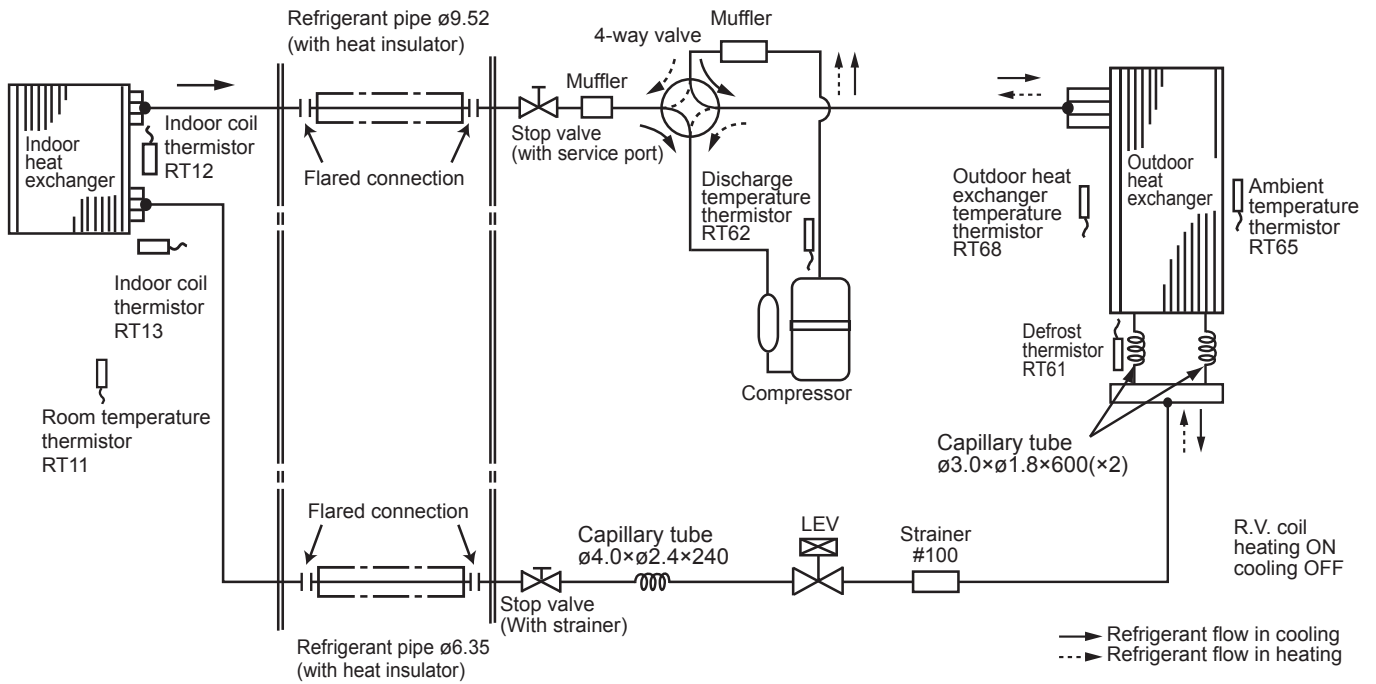 Refrigerant pipe ø9.52
(with heat insulator)
Muffler
4-way valve
Muffler
Stop valve
(with service port)
Indoor
heat
exchanger
Indoor coil
thermistor
RT12
Flared connection
Discharge
temperature
thermistor
RT62
Outdoor heat
exchanger
temperature
thermistor
RT68
Outdoor
heat
exchanger
Ambient
temperature
thermistor
RT65
Indoor coil
thermistor
RT13
Defrost
thermistor
RT61
Compressor
Room temperature
thermistor
RT11
Capillary tube
ø3.0×ø1.8×600(×2)
Flared connection
Capillary tube
ø4.0×ø2.4×240
LEV
Strainer
#100
R.V. coil
heating ON
cooling OFF
Stop valve
(With strainer)
Refrigerant pipe ø6.35
(with heat insulator)
Refrigerant flow in cooling
Refrigerant flow in heating